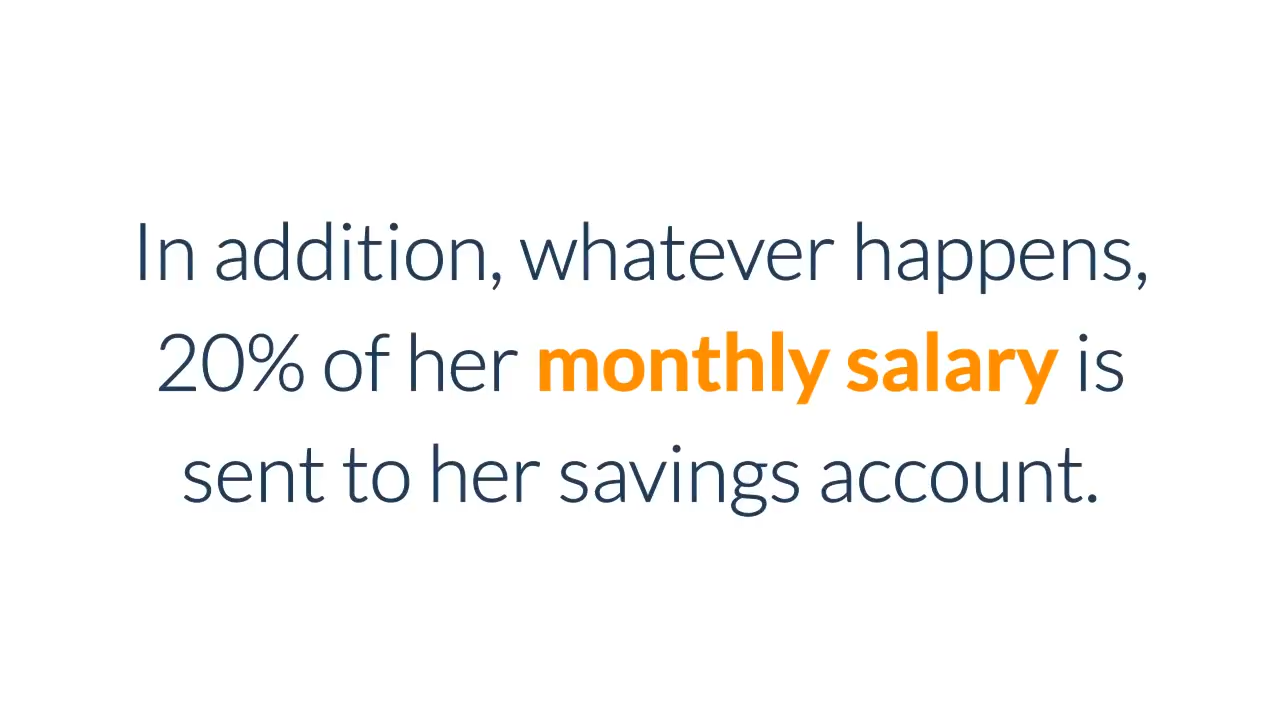 In addition, whatever happens,
20% of her monthly salary is
sent to her savings account.